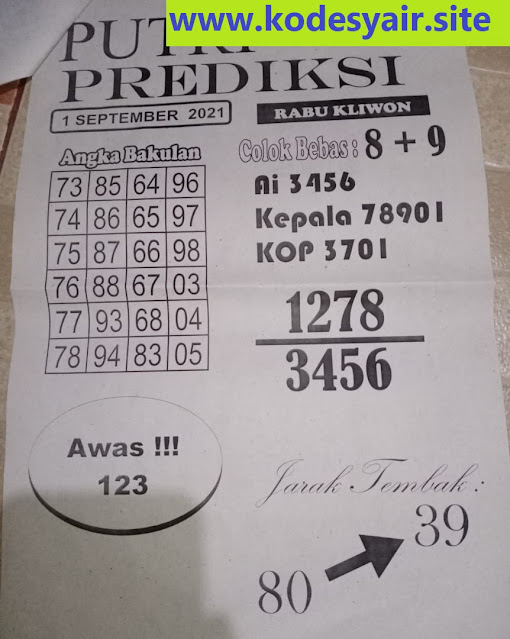 www.kodesyair.site
PUTRI
PREDIKSI
1 SEPTEMBER 2021
RABU KLIWON
Angka Bakulan
73 85 64 96
74 86 65 97
75 87 66 98
76 88 67 03
77 93 68 04
78 94 83 05
Colok Bebas : 8 + 9
Ai 3456
Kepala 78901
KOP 3701
1278
3456
Awas !!!
123
Jarak Tembak :
80
39